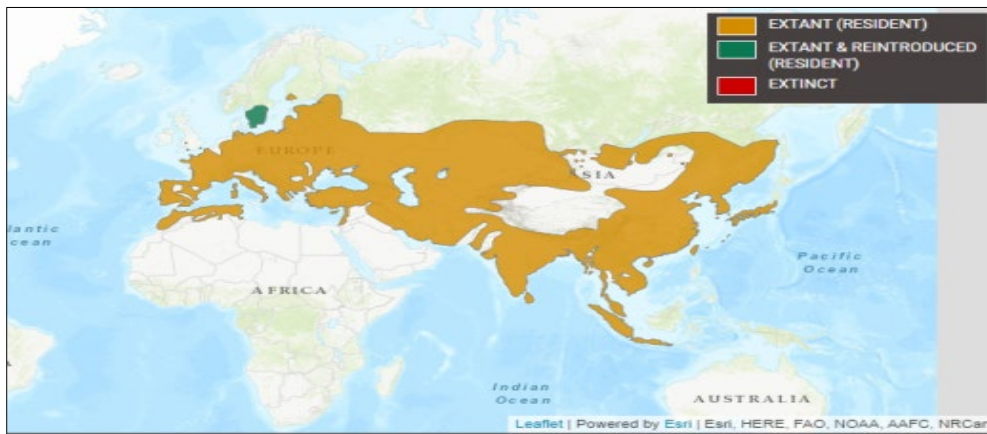 EXTANT (RESIDENT)
EXTANT & REINTRODUCED
(RESIDENT)
EXTINCT
EUROPE
SIA
lantic
cean
Pacific
Ocean
AFRICA
Indian
Ocean
AUSTRALIA
Leaflet | Powered by Esri | Esri, HERE, FAO, NOAA, AAFC, NRCan